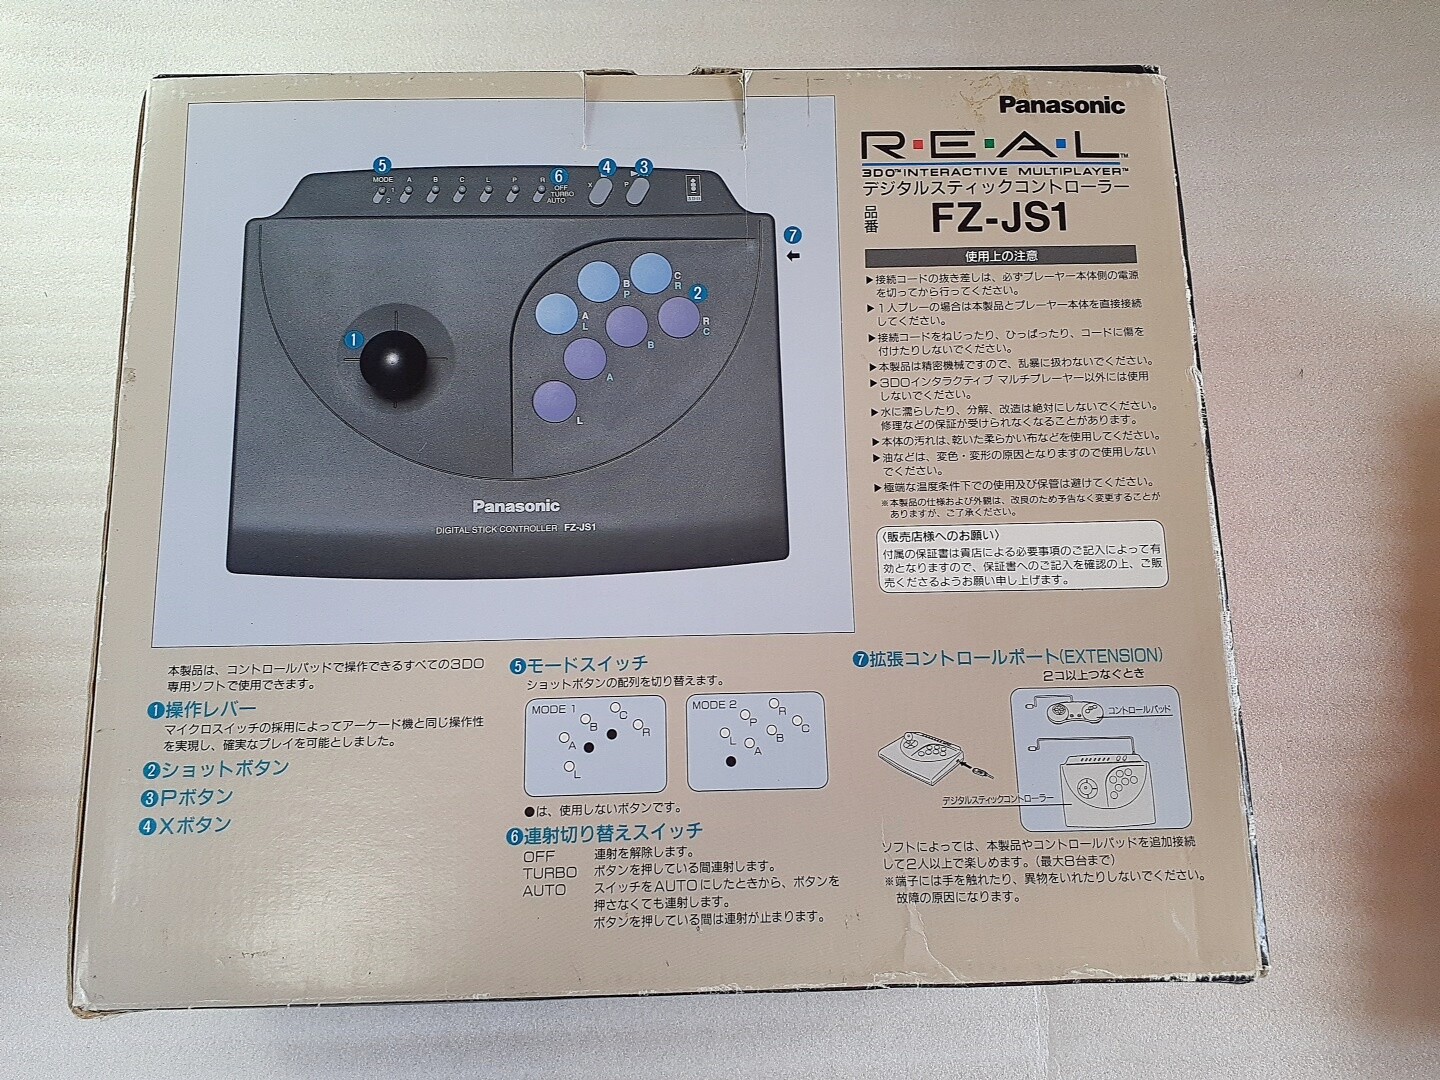 Panasonic
R·E·A·L™
3DO™INTERACTIVE MULTIPLAYER™
デジタルスティックコントローラー
品番 FZ-JS1
使用上の注意
▶接続コードの抜き差しは、必ずプレーヤー本体側の電源
を切ってから行ってください。
▶1人プレーの場合は本製品とプレーヤー本体を直接接続
してください。
▶接続コードをねじったり、ひっぱったり、コードに傷を
付けたりしないでください。
▶本製品は精密機械ですので、乱暴に扱わないでください。
▶3DOインタラクティブ マルチプレーヤー以外には使用
しないでください。
▶水に濡らしたり、分解、改造は絶対にしないでください。
修理などの保証が受けられなくなることがあります。
▶本体の汚れは、乾いた柔らかい布などを使用してください。
▶油などは、変色・変形の原因となりますので使用しない
でください。
▶極端な温度条件下での使用及び保管は避けてください。
※本製品の仕様および外観は、改良のため予告なく変更することが
ありますが、ご了承ください。
〈販売店様へのお願い〉
付属の保証書は貴店による必要事項のご記入によって有
効となりますので、保証書へのご記入を確認の上、ご販
売くださるようお願い申し上げます。
5 6 4 3
MODE A B C L P R OFF X P
1 TURBO
2 AUTO
7
C
R
B
P
2
A
L
R
C
1
B
A
L
Panasonic
DIGITAL STICK CONTROLLER FZ-JS1
本製品は、コントロールパッドで操作できるすべての3DO
専用ソフトで使用できます。
1操作レバー
マイクロスイッチの採用によってアーケード機と同じ操作性
を実現し、確実なプレイを可能としました。
2ショットボタン
3Pボタン
4Xボタン
5モードスイッチ
ショットボタンの配列を切り替えます。
MODE 1
C
B
R
A
L
MODE 2
R
P
C
L
B
A
●は、使用しないボタンです。
6連射切り替えスイッチ
OFF 連射を解除します。
TURBO ボタンを押している間連射します。
AUTO スイッチをAUTOにしたときから、ボタンを
押さなくても連射します。
ボタンを押している間は連射が止まります。
7拡張コントロールポート(EXTENSION)
2コ以上つなぐとき
コントロールパッド
デジタルスティックコントローラー
ソフトによっては、本製品やコントロールパッドを追加接続
して2人以上で楽しめます。(最大8台まで)
※端子には手を触れたり、異物をいれたりしないでください。
故障の原因になります。